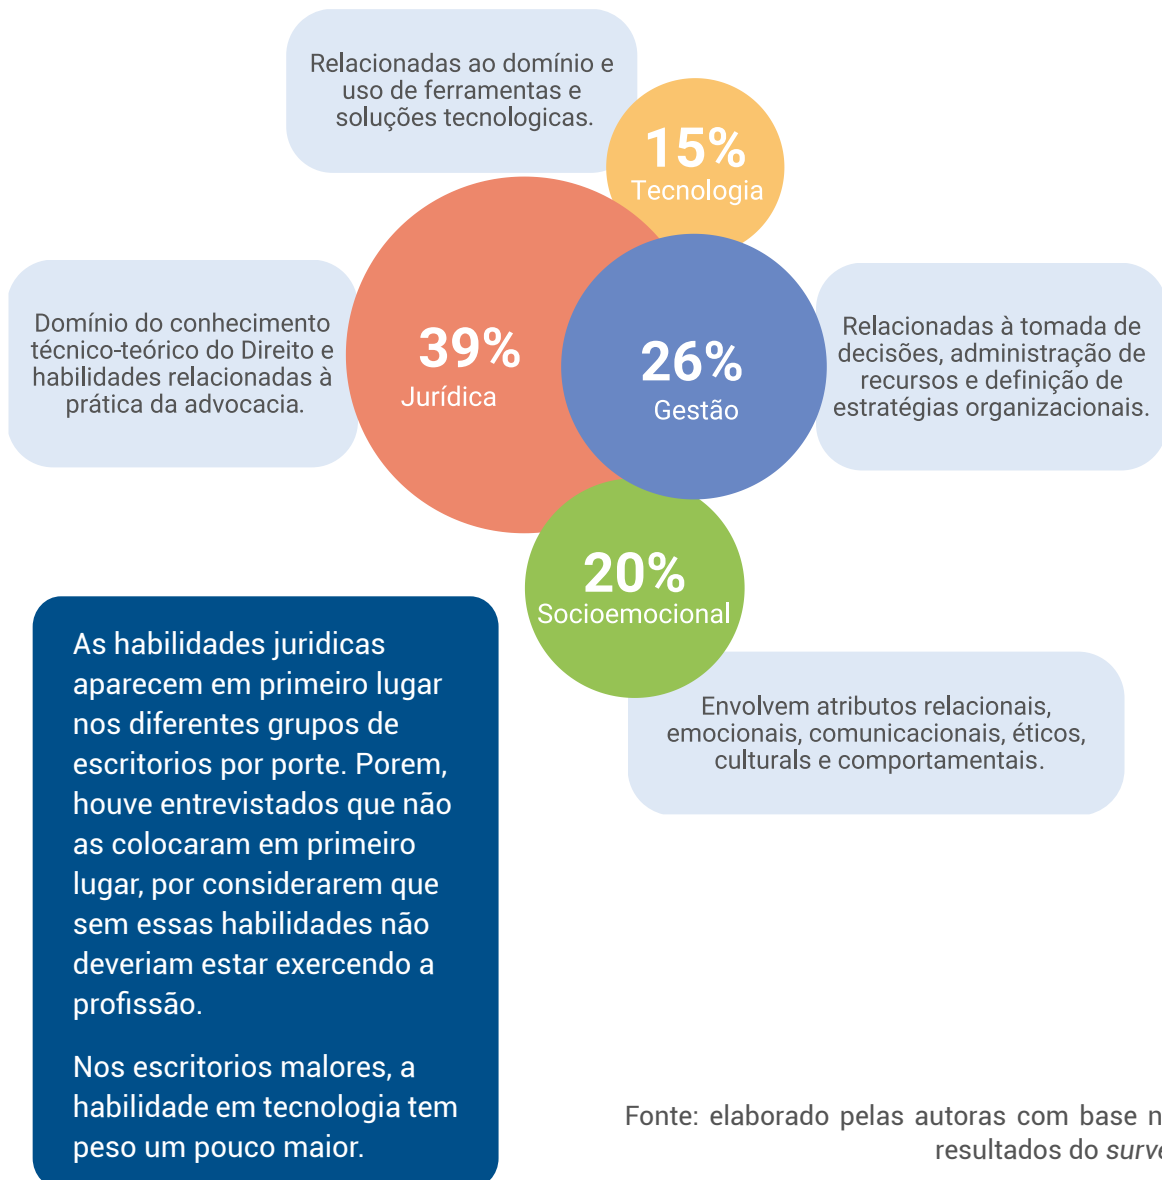 Relacionadas ao domínio e
uso de ferramentas e
soluções tecnologicas.
15%
Tecnologia
Domínio do conhecimento
técnico-teórico do Direito e
habilidades relacionadas à
prática da advocacia.
39%
Jurídica
26%
Gestão
Relacionadas à tomada de
decisões, administração de
recursos e definição de
estratégias organizacionais.
20%
Socioemocional
Envolvem atributos relacionais,
emocionais, comunicacionais, éticos,
culturals e comportamentais.
As habilidades juridicas
aparecem em primeiro lugar
nos diferentes grupos de
escritorios por porte. Porem,
houve entrevistados que não
as colocaram em primeiro
lugar, por considerarem que
sem essas habilidades não
deveriam estar exercendo a
profissão.
Nos escritorios malores, a
habilidade em tecnologia tem
peso um pouco maior.
Fonte: elaborado pelas autoras com base n
resultados do surve